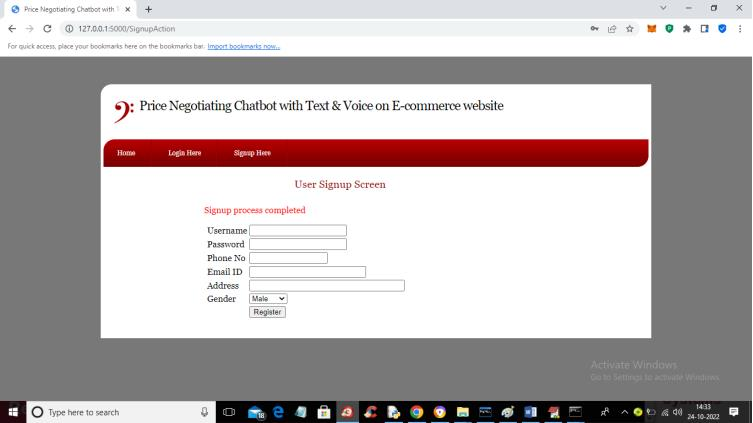 Price Negotiating Chatbot with T
127.0.0.1:5000/SignupAction
For quick access, place your bookmarks here on the bookmarks bar. Import bookmarks now...
Price Negotiating Chatbot with Text & Voice on E-commerce website
Home Login Here Signup Here
User Signup Screen
Signup process completed
Username
Password
Phone No
Email ID
Address
Gender Male
Register
Activate Windows
Go to Settings to activate Windows.
Type here to search
14:33
24-10-2022